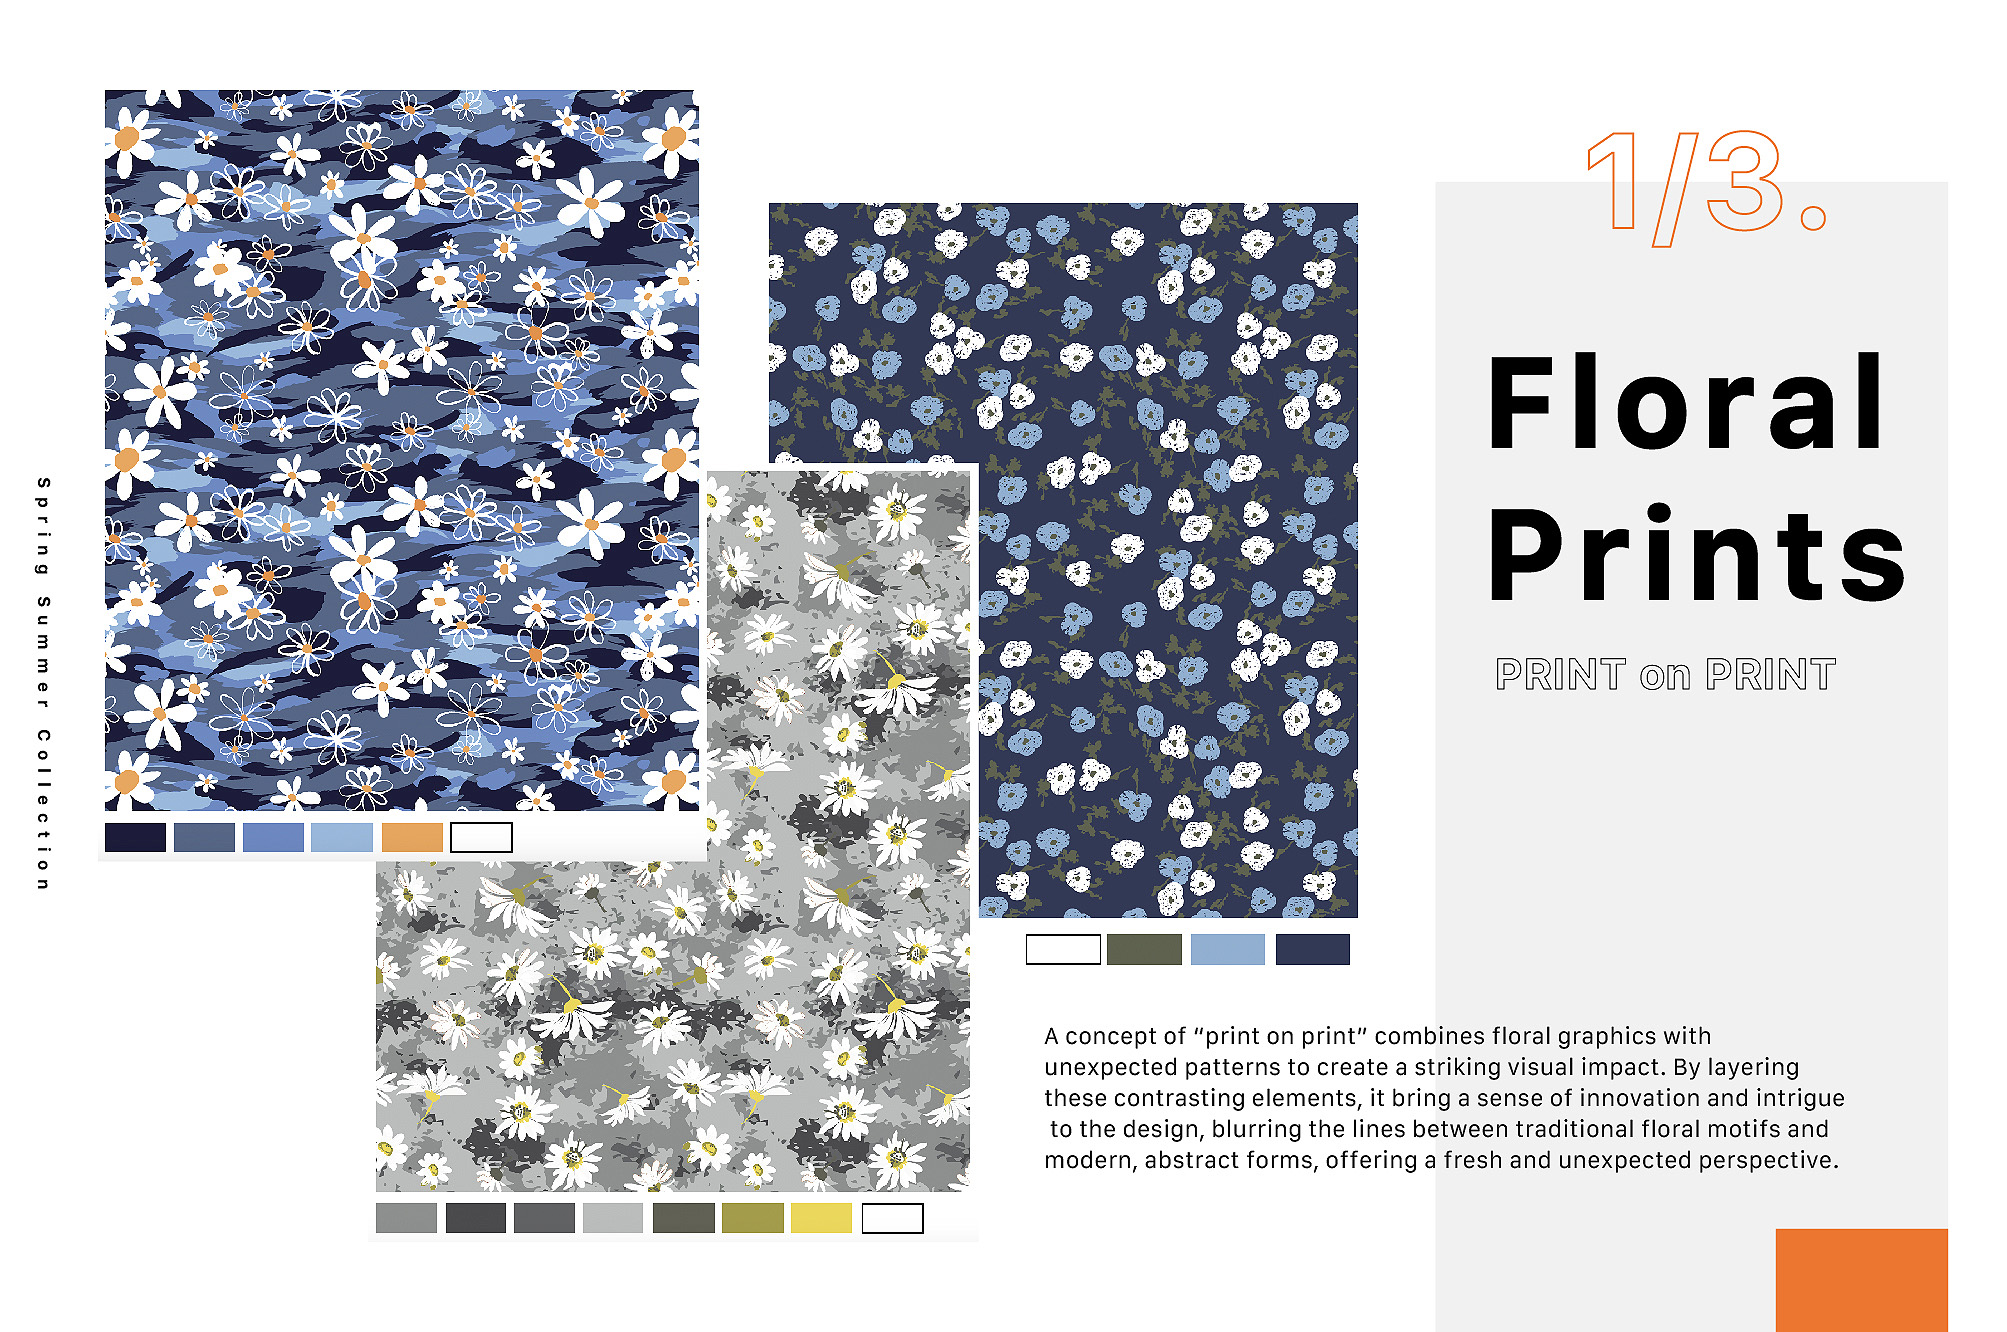 1/3.
Floral
Prints
PRINT on PRINT
Spring Summer Collection
A concept of “print on print” combines floral graphics with
unexpected patterns to create a striking visual impact. By layering
these contrasting elements, it bring a sense of innovation and intrigue
to the design, blurring the lines between traditional floral motifs and
modern, abstract forms, offering a fresh and unexpected perspective.